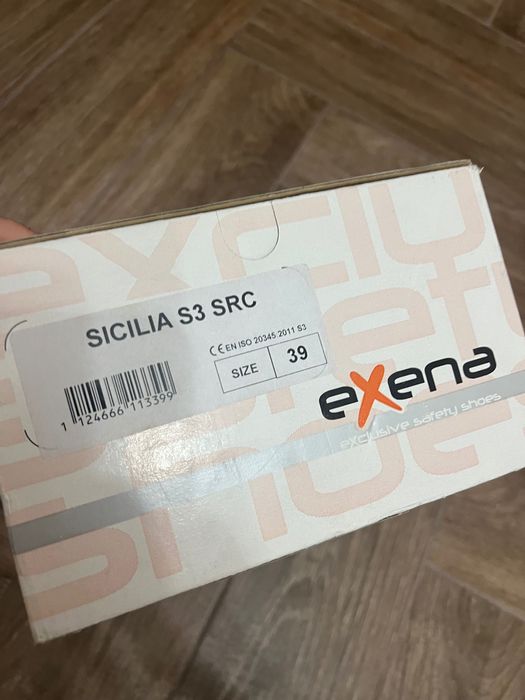 SICILIA S3 SRC
CE EN ISO 20345:2011 S3
SIZE 39
1 124666 113399
exena
exclusive safety shoes